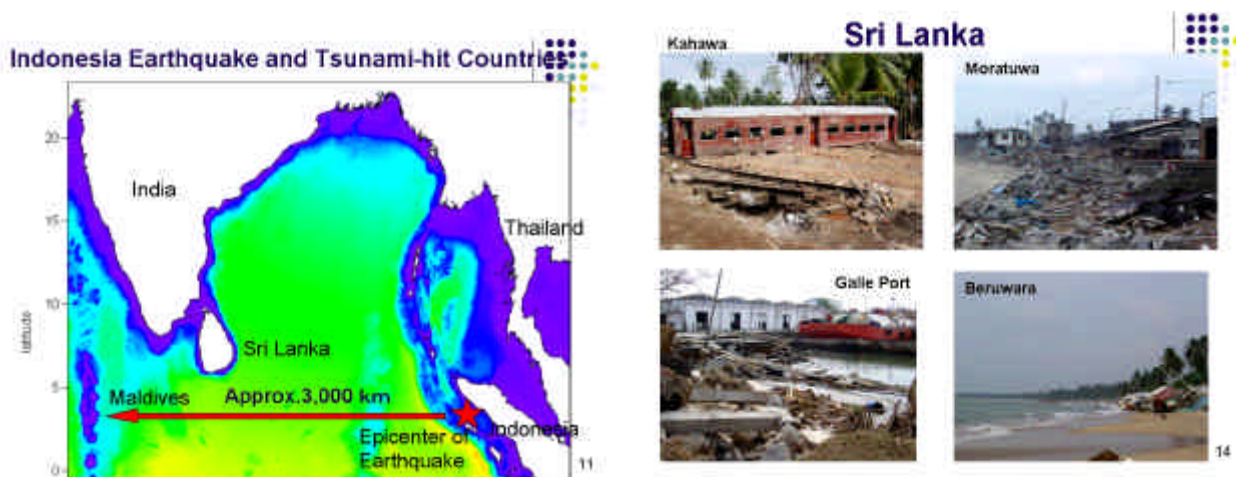 Indonesia Earthquake and Tsunami-hit Countries
20
India
15
Thailand
10
latitude
Sri Lanka
5
Maldives
Approx.3,000 km
Indonesia
Epicenter of
Earthquake
0
11
Sri Lanka
Kahawa
Moratuwa
Galle Port
Beruwara
14